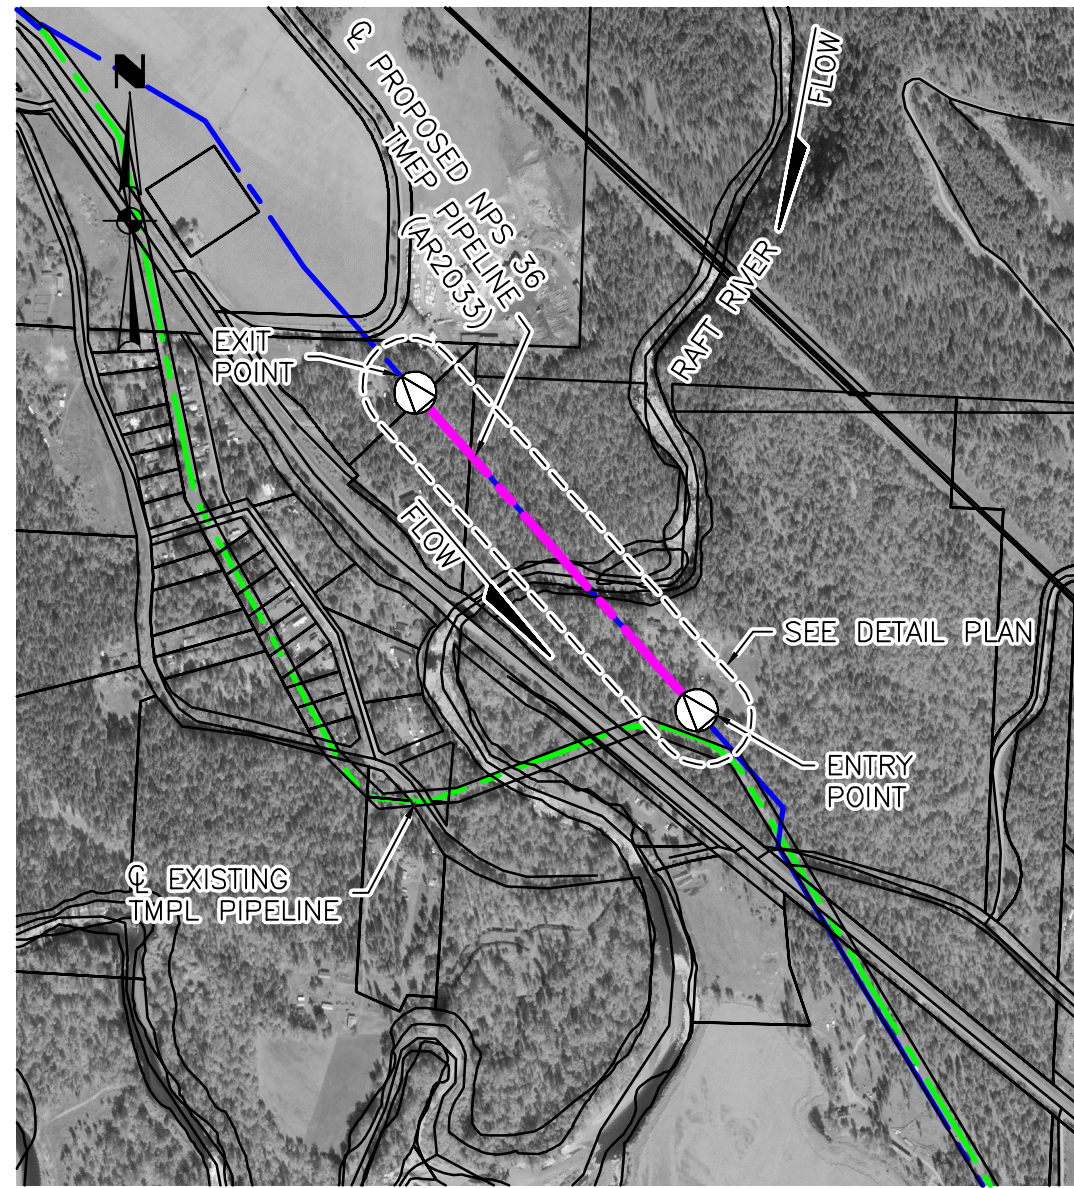 N
℄ PROPOSED NPS 36
TMEP PIPELINE
(AR2033)
FLOW
RAFT RIVER
EXIT
POINT
FLOW
SEE DETAIL PLAN
ENTRY
POINT
℄ EXISTING
TMPL PIPELINE